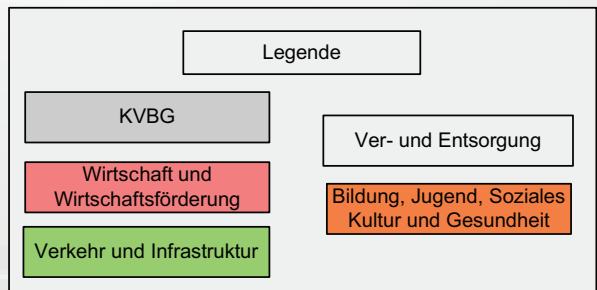 Legende
KVBG
Wirtschaft und
Wirtschaftsförderung
Verkehr und Infrastruktur
Ver- und Entsorgung
Bildung, Jugend, Soziales
Kultur und Gesundheit